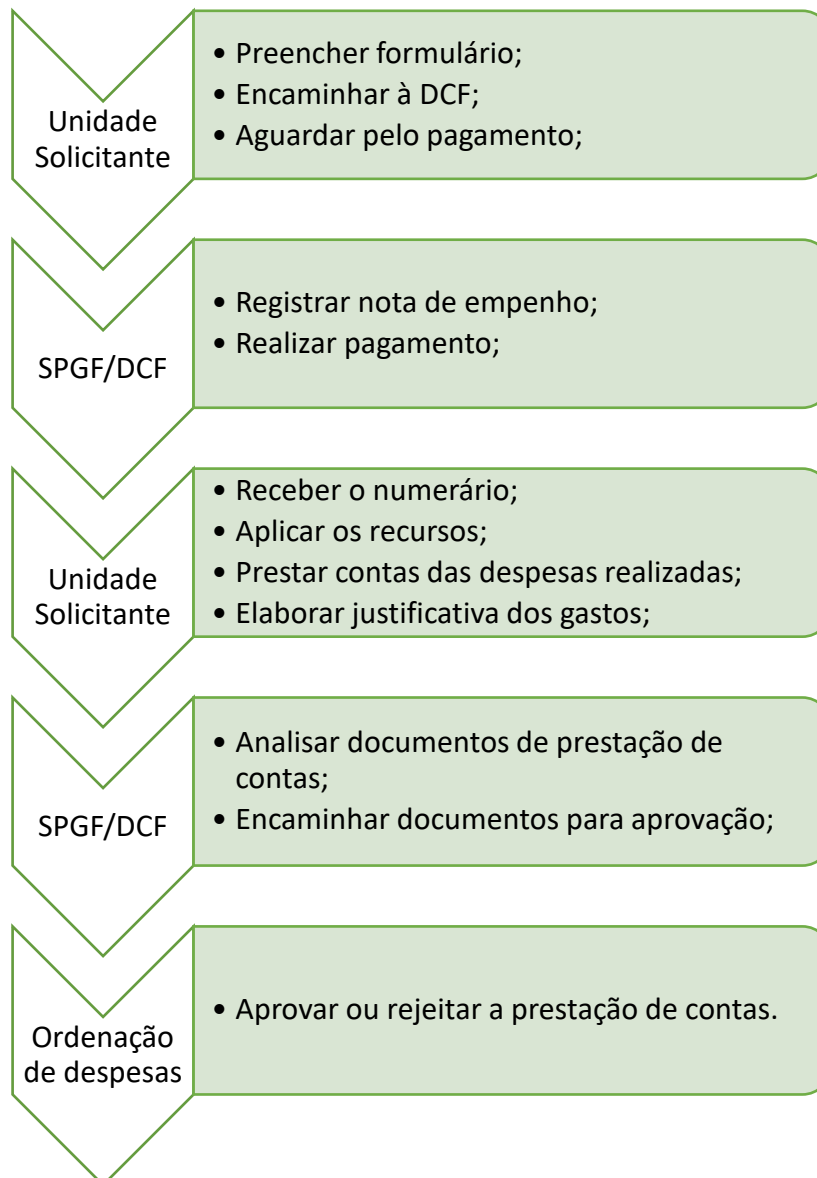 Unidade
Solicitante
• Preencher formulário;
• Encaminhar à DCF;
• Aguardar pelo pagamento;
SPGF/DCF
• Registrar nota de empenho;
• Realizar pagamento;
Unidade
Solicitante
• Receber o numerário;
• Aplicar os recursos;
• Prestar contas das despesas realizadas;
• Elaborar justificativa dos gastos;
SPGF/DCF
• Analisar documentos de prestação de
contas;
• Encaminhar documentos para aprovação;
Ordenação
de despesas
• Aprovar ou rejeitar a prestação de contas.